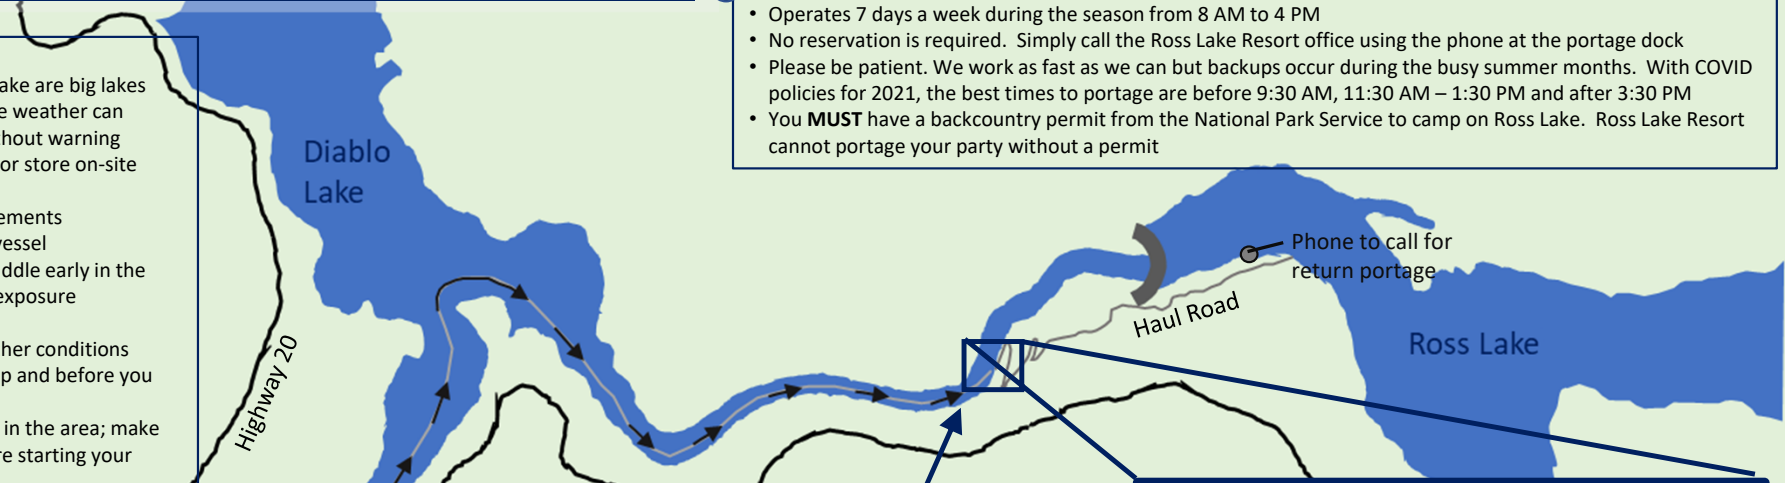 • Operates 7 days a week during the season from 8 AM to 4 PM
• No reservation is required. Simply call the Ross Lake Resort office using the phone at the portage dock
• Please be patient. We work as fast as we can but backups occur during the busy summer months. With COVID
policies for 2021, the best times to portage are before 9:30 AM, 11:30 AM – 1:30 PM and after 3:30 PM
• You MUST have a backcountry permit from the National Park Service to camp on Ross Lake. Ross Lake Resort
cannot portage your party without a permit
ake are big lakes
e weather can
hout warning
or store on-site
ements
vessel
ddle early in the
exposure
her conditions
p and before you
in the area; make
re starting your
Diablo
Lake
Highway 20
Haul Road
Phone to call for
return portage
Ross Lake